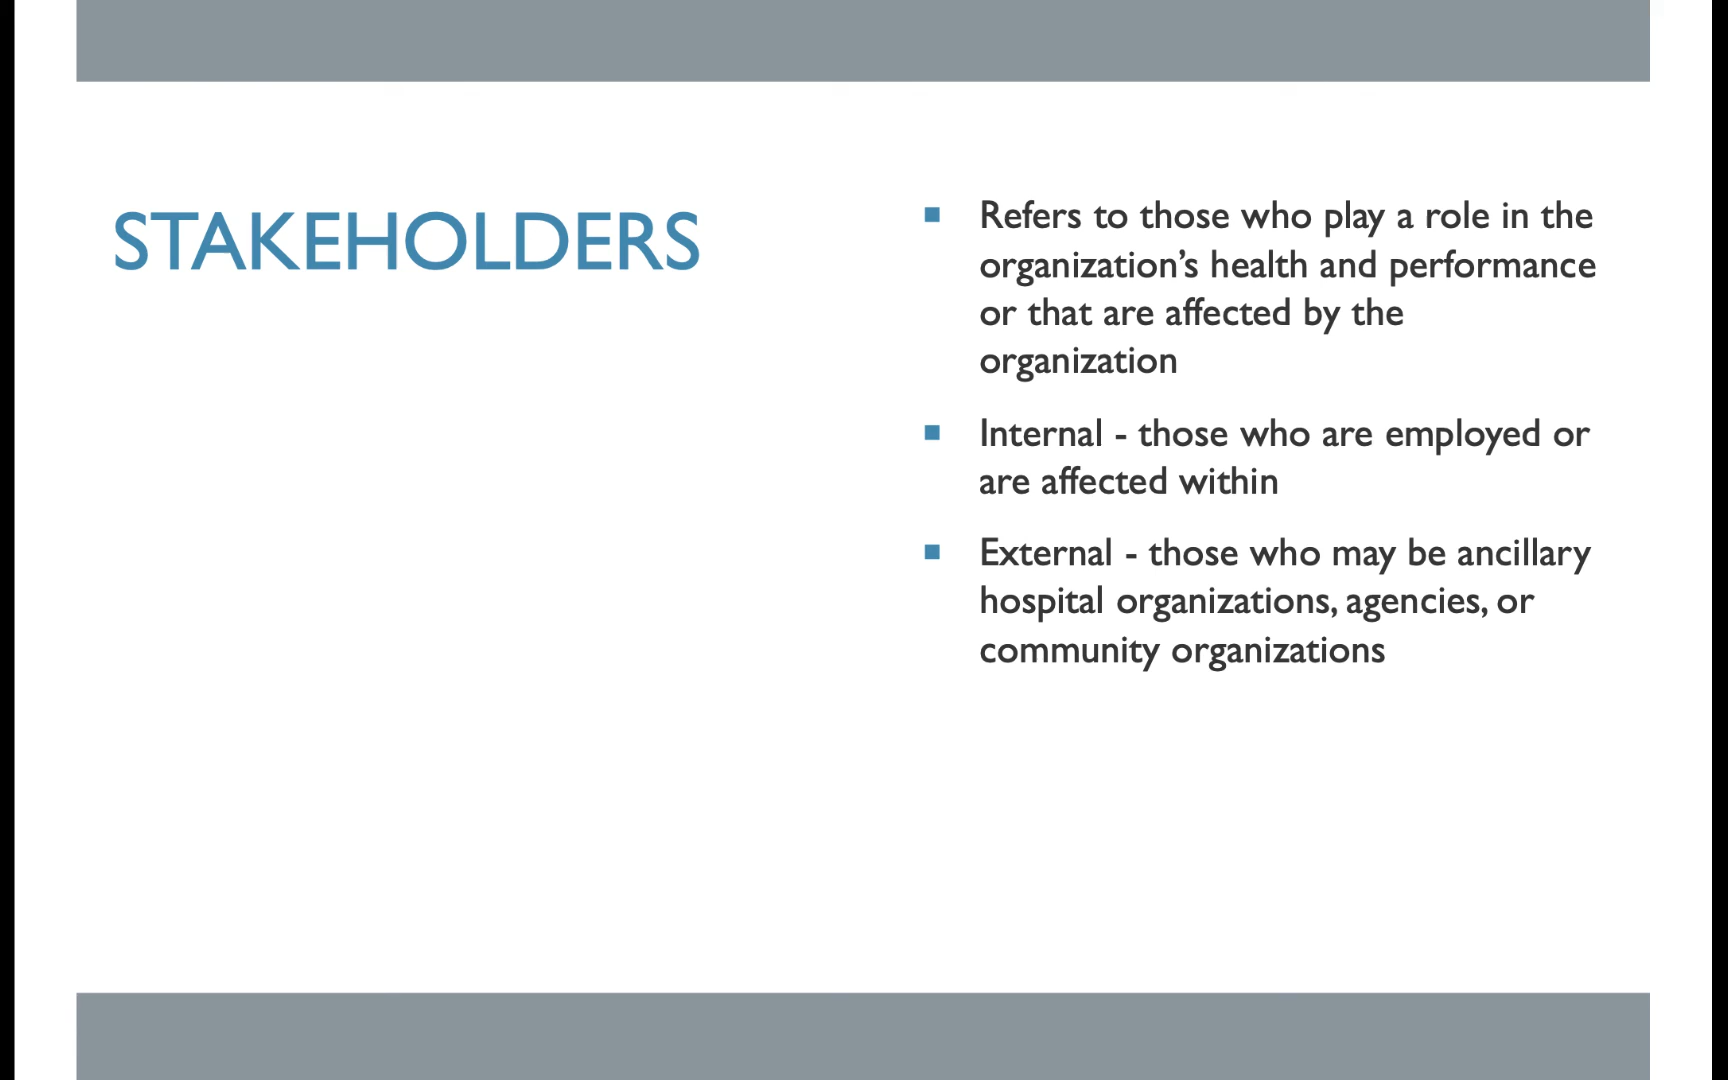 STAKEHOLDERS
▪ Refers to those who play a role in the
organization’s health and performance
or that are affected by the
organization
▪ Internal - those who are employed or
are affected within
▪ External - those who may be ancillary
hospital organizations, agencies, or
community organizations